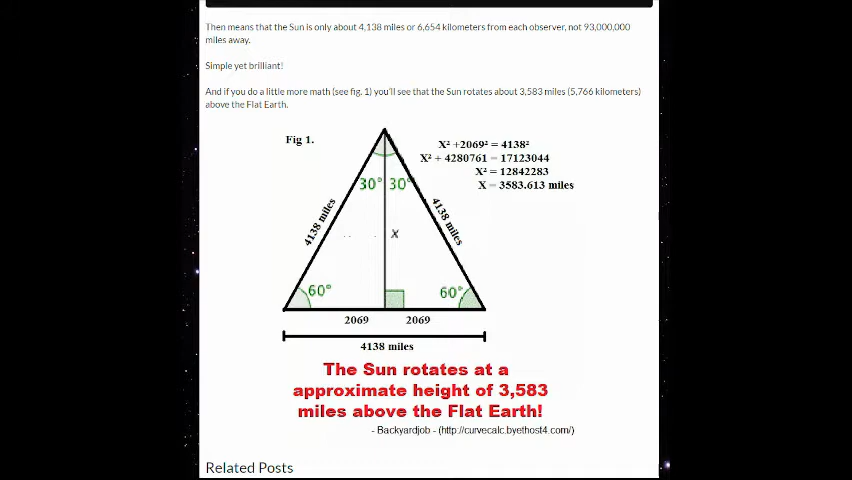 Then means that the Sun is only about 4,138 miles or 6,654 kilometers from each observer, not 93,000,000
miles away.
Simple yet brilliant!
And if you do a little more math (see fig. 1) you'll see that the Sun rotates about 3,583 miles (5,766 kilometers)
above the Flat Earth.
Fig 1.
X² +2069² = 4138²
X² + 4280761 = 17123044
X² = 12842283
X = 3583.613 miles
30° 30°
4138 miles
4138 miles
X
60°
60°
2069
2069
4138 miles
The Sun rotates at a
approximate height of 3,583
miles above the Flat Earth!
- Backyardjob - (http://curvecalc.byethost4.com/)
Related Posts